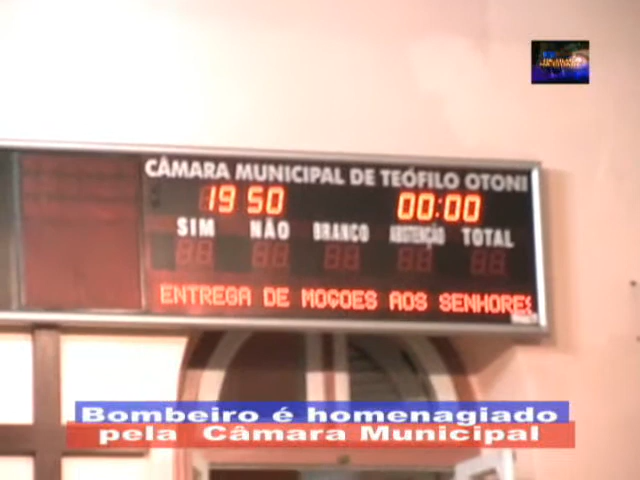 CÂMARA MUNICIPAL DE TEÓFILO OTONI
19 50 00:00
SIM NÃO BRANCO ABSTENÇÃO TOTAL
ENTREGA DE MOÇOES AOS SENHORES
Bombeiro é homenagiado
pela Câmara Municipal